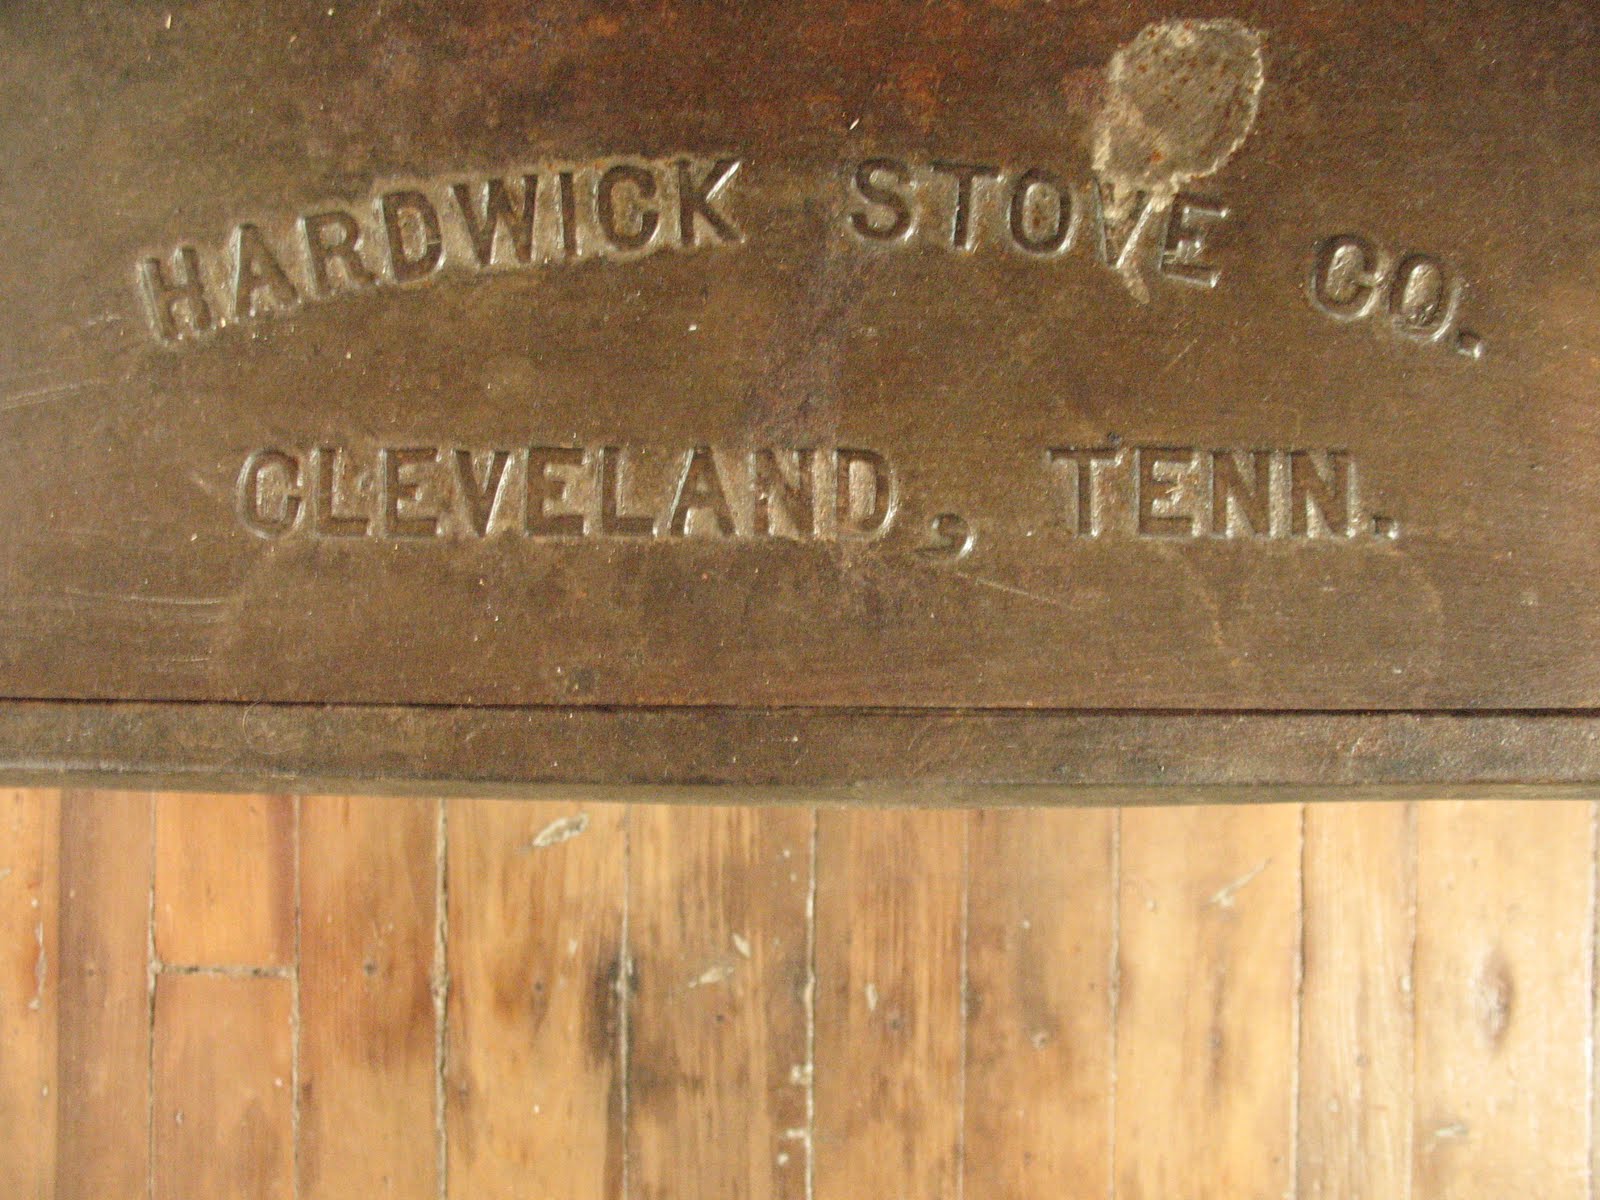 HARDWICK STOVE CO.
CLEVELAND, TENN.